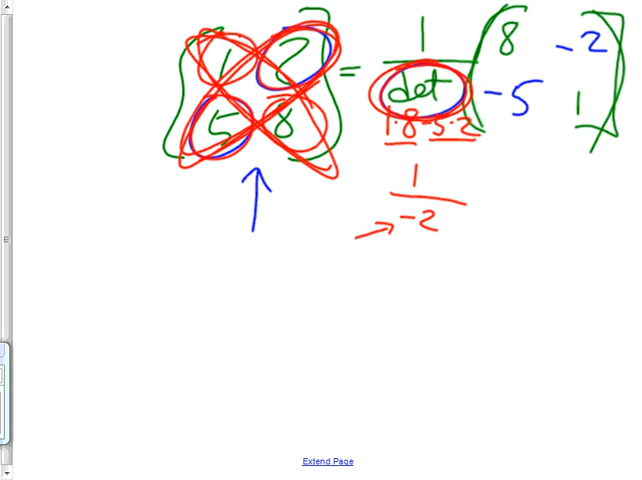 1 2 = 1 8 -2
5 8 det -5 1
1·8 -5·2
1
-2
Extend Page